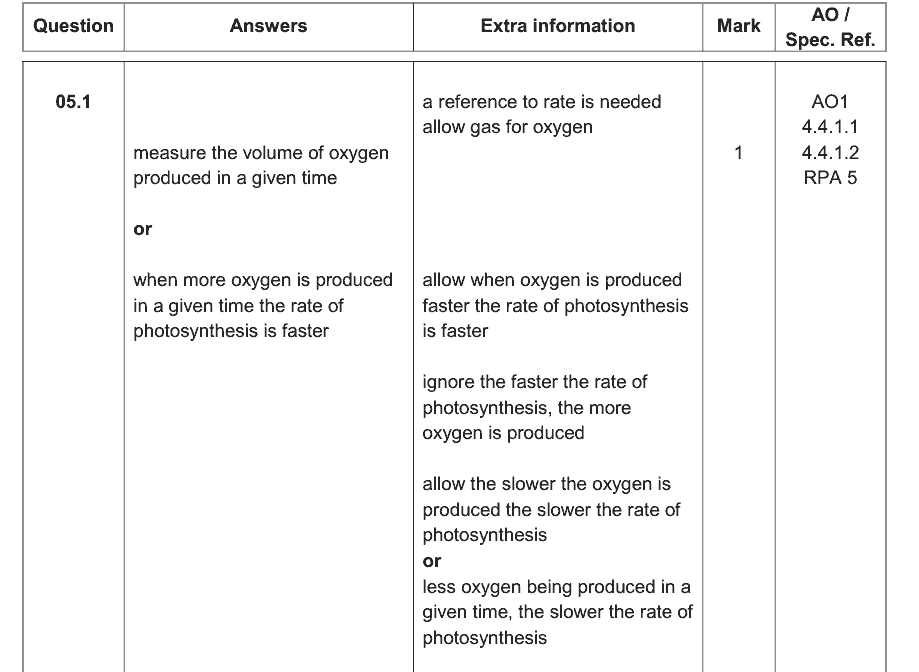 Question Answers Extra information Mark AO / Spec. Ref.
05.1
measure the volume of oxygen
produced in a given time
or
when more oxygen is produced
in a given time the rate of
photosynthesis is faster
a reference to rate is needed
allow gas for oxygen
allow when oxygen is produced
faster the rate of photosynthesis
is faster
ignore the faster the rate of
photosynthesis, the more
oxygen is produced
allow the slower the oxygen is
produced the slower the rate of
photosynthesis
or
less oxygen being produced in a
given time, the slower the rate of
photosynthesis
1
AO1
4.4.1.1
4.4.1.2
RPA 5